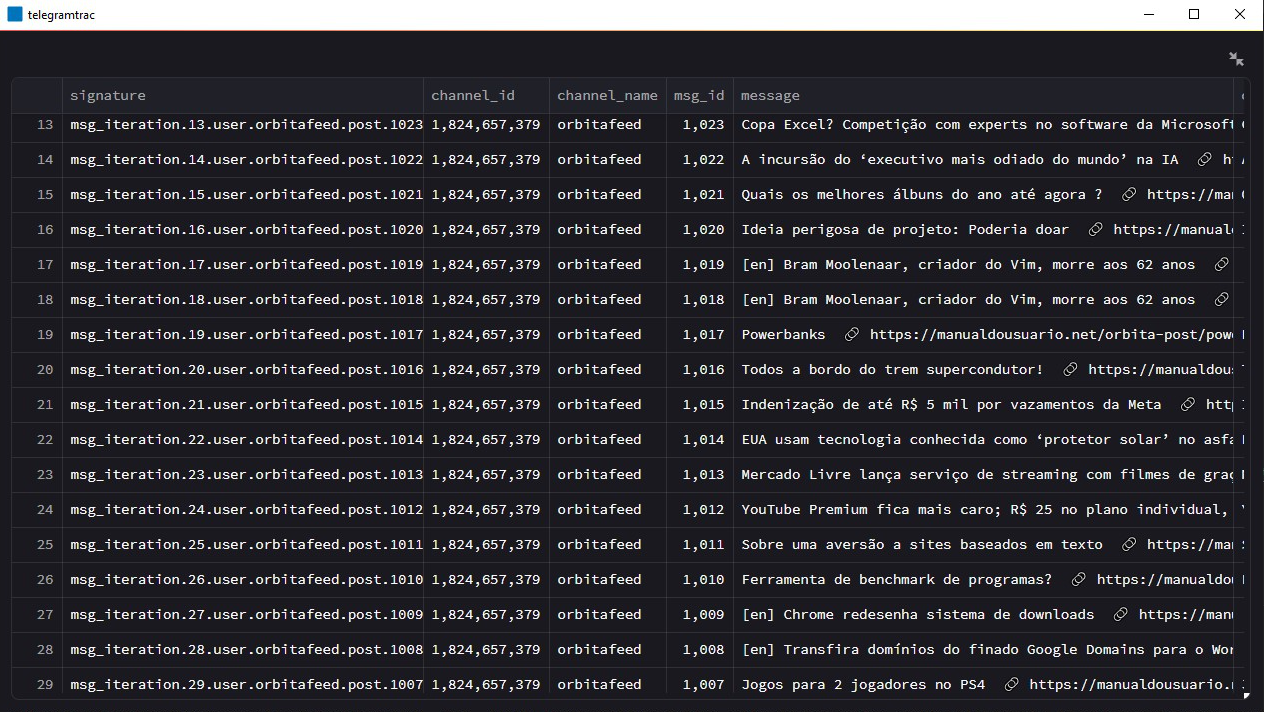 telegramtrac
signature channel_id channel_name msg_id message
13 msg_iteration.13.user.orbitafeed.post.1023 1,824,657,379 orbitafeed 1,023 Copa Excel? Competição com experts no software da Microsoft
14 msg_iteration.14.user.orbitafeed.post.1022 1,824,657,379 orbitafeed 1,022 A incursão do ‘executivo mais odiado do mundo’ na IA 🔗 ht
15 msg_iteration.15.user.orbitafeed.post.1021 1,824,657,379 orbitafeed 1,021 Quais os melhores álbuns do ano até agora ? 🔗 https://man
16 msg_iteration.16.user.orbitafeed.post.1020 1,824,657,379 orbitafeed 1,020 Ideia perigosa de projeto: Poderia doar 🔗 https://manual
17 msg_iteration.17.user.orbitafeed.post.1019 1,824,657,379 orbitafeed 1,019 [en] Bram Moolenaar, criador do Vim, morre aos 62 anos 🔗
18 msg_iteration.18.user.orbitafeed.post.1018 1,824,657,379 orbitafeed 1,018 [en] Bram Moolenaar, criador do Vim, morre aos 62 anos 🔗
19 msg_iteration.19.user.orbitafeed.post.1017 1,824,657,379 orbitafeed 1,017 Powerbanks 🔗 https://manualdousuario.net/orbita-post/pow
20 msg_iteration.20.user.orbitafeed.post.1016 1,824,657,379 orbitafeed 1,016 Todos a bordo do trem supercondutor! 🔗 https://manualdou
21 msg_iteration.21.user.orbitafeed.post.1015 1,824,657,379 orbitafeed 1,015 Indenização de até R$ 5 mil por vazamentos da Meta 🔗 http
22 msg_iteration.22.user.orbitafeed.post.1014 1,824,657,379 orbitafeed 1,014 EUA usam tecnologia conhecida como ‘protetor solar’ no asfa
23 msg_iteration.23.user.orbitafeed.post.1013 1,824,657,379 orbitafeed 1,013 Mercado Livre lança serviço de streaming com filmes de graç
24 msg_iteration.24.user.orbitafeed.post.1012 1,824,657,379 orbitafeed 1,012 YouTube Premium fica mais caro; R$ 25 no plano individual,
25 msg_iteration.25.user.orbitafeed.post.1011 1,824,657,379 orbitafeed 1,011 Sobre uma aversão a sites baseados em texto 🔗 https://man
26 msg_iteration.26.user.orbitafeed.post.1010 1,824,657,379 orbitafeed 1,010 Ferramenta de benchmark de programas? 🔗 https://manualdo
27 msg_iteration.27.user.orbitafeed.post.1009 1,824,657,379 orbitafeed 1,009 [en] Chrome redesenha sistema de downloads 🔗 https://man
28 msg_iteration.28.user.orbitafeed.post.1008 1,824,657,379 orbitafeed 1,008 [en] Transfira domínios do finado Google Domains para o Wor
29 msg_iteration.29.user.orbitafeed.post.1007 1,824,657,379 orbitafeed 1,007 Jogos para 2 jogadores no PS4 🔗 https://manualdousuario.